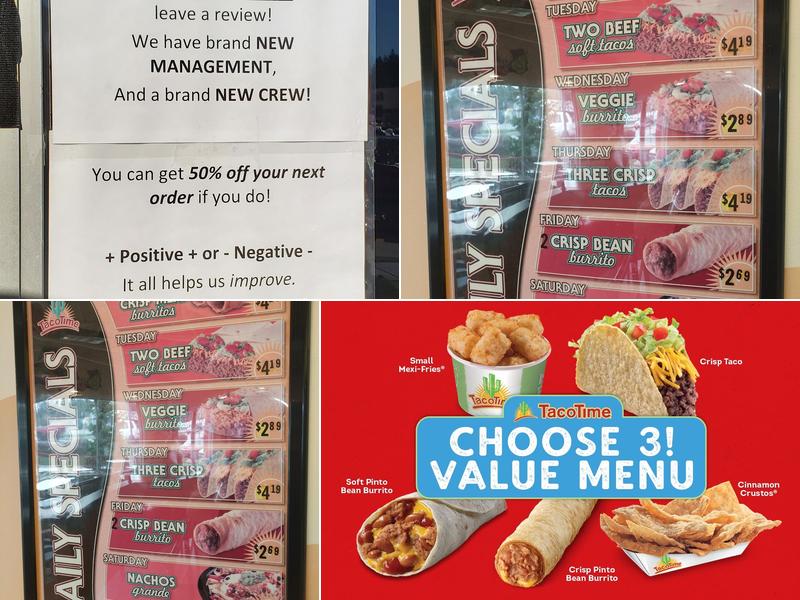 leave a review!
We have brand NEW
MANAGEMENT,
And a brand NEW CREW!
You can get 50% off your next
order if you do!
+ Positive + or - Negative -
It all helps us improve.
TUESDAY
TWO BEEF
soft tacos
$4.19
WEDNESDAY
VEGGIE
burrito
$2.89
THURSDAY
THREE CRISP
tacos
$4.19
FRIDAY
2 CRISP BEAN
burrito
$2.69
SATURDAY
ILY SPECIALS
TacoTime
burritos
TUESDAY
TWO BEEF
soft tacos
$4.19
WEDNESDAY
VEGGIE
burrito
$2.89
THURSDAY
THREE CRISP
tacos
$4.19
FRIDAY
2 CRISP BEAN
burrito
$2.69
SATURDAY
NACHOS
grande
AILY SPECIALS
Small
Mexi-Fries®
Crisp Taco
TacoTime
CHOOSE 3!
VALUE MENU
Soft Pinto
Bean Burrito
Cinnamon
Crustos®
Crisp Pinto
Bean Burrito
TacoTime